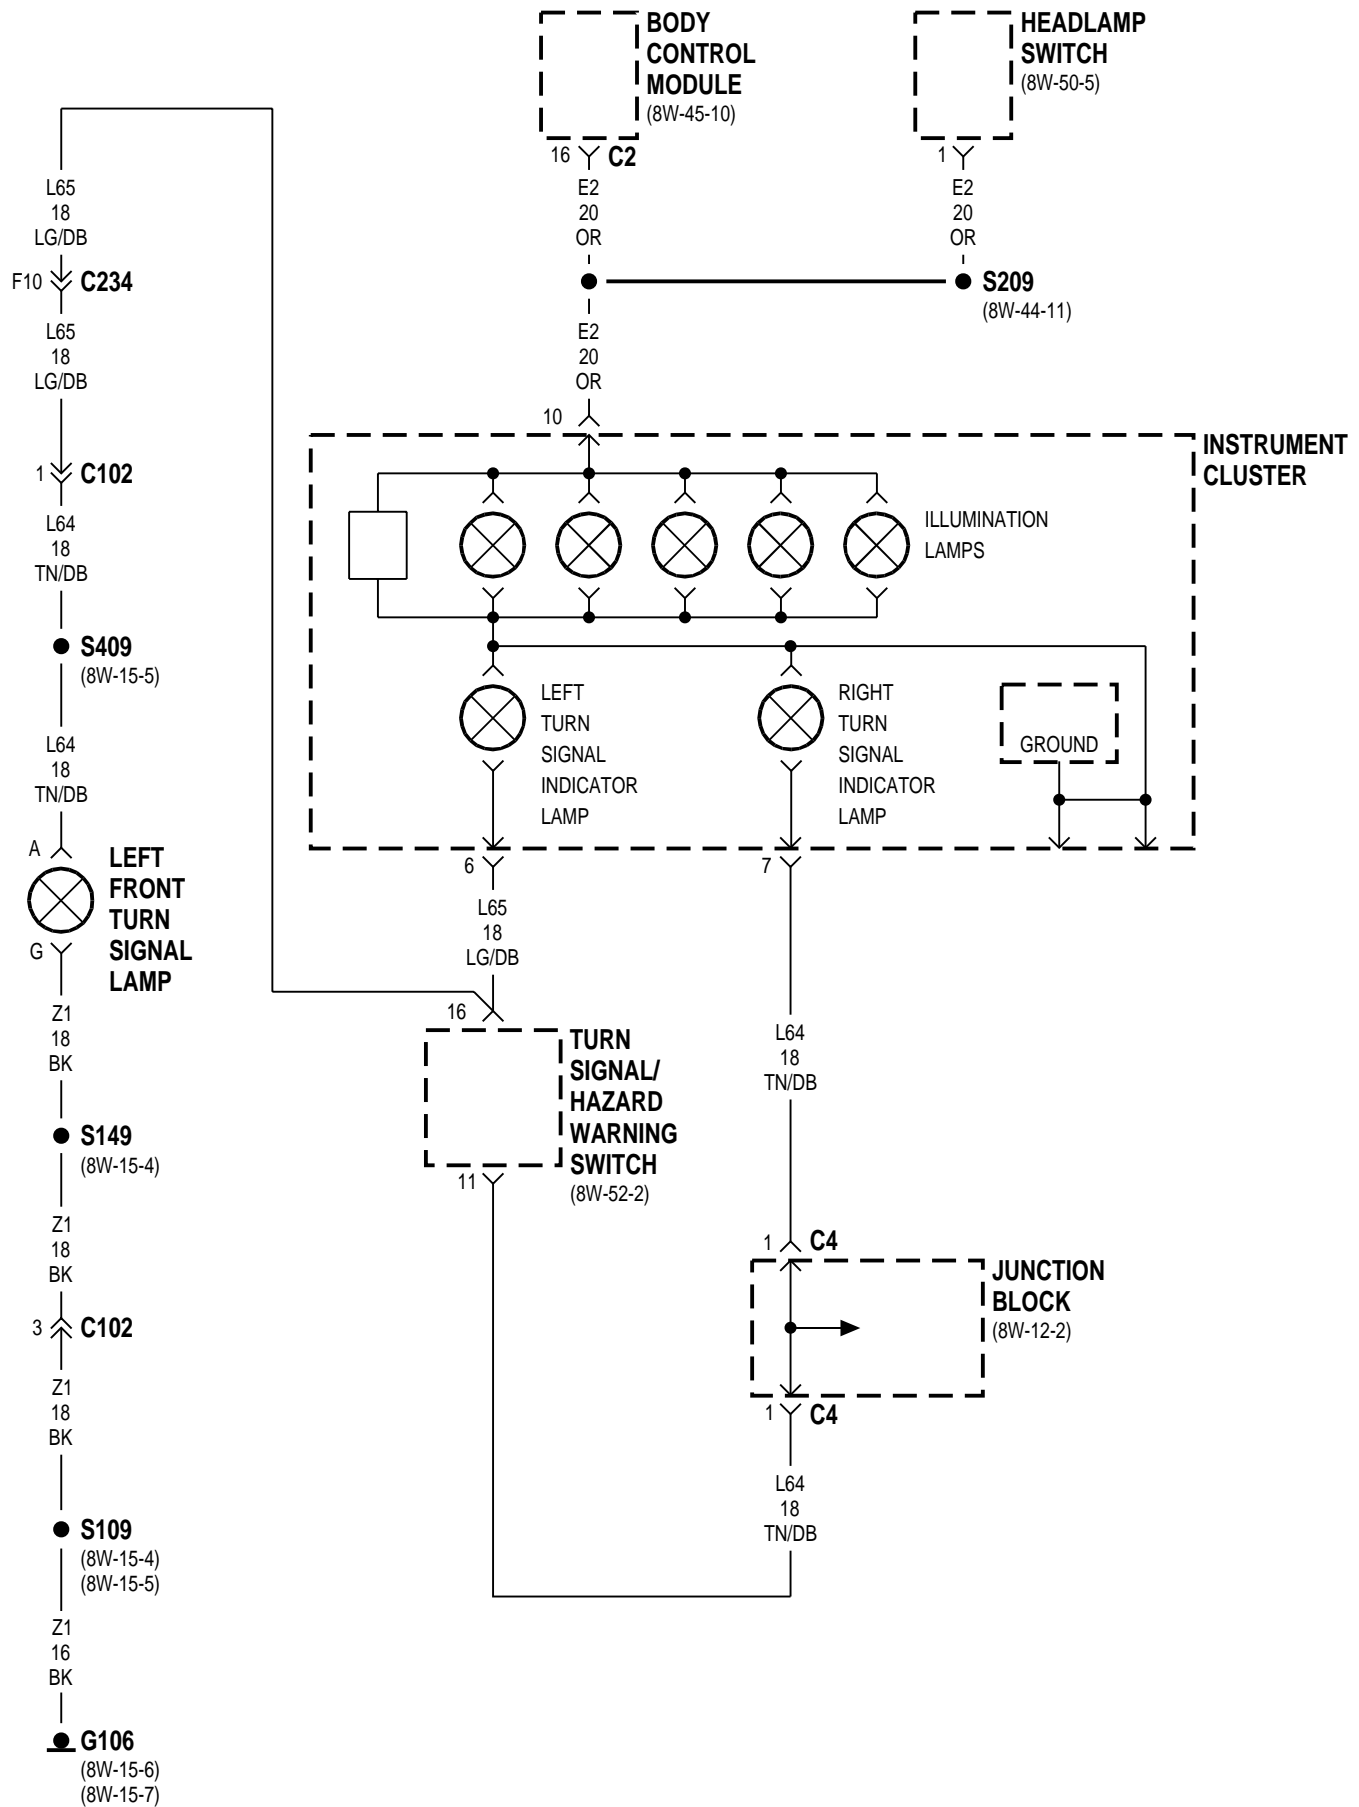 BODY
CONTROL
MODULE
(8W-45-10)
16
C2
E2
20
OR
HEADLAMP
SWITCH
(8W-50-5)
1
E2
20
OR
S209
(8W-44-11)
E2
20
OR
10
INSTRUMENT
CLUSTER
ILLUMINATION
LAMPS
LEFT
TURN
SIGNAL
INDICATOR
LAMP
RIGHT
TURN
SIGNAL
INDICATOR
LAMP
GROUND
6
L65
18
LG/DB
16
TURN
SIGNAL/
HAZARD
WARNING
SWITCH
(8W-52-2)
11
7
L64
18
TN/DB
1
C4
JUNCTION
BLOCK
(8W-12-2)
1
C4
L64
18
TN/DB
L65
18
LG/DB
F10
C234
L65
18
LG/DB
1
C102
L64
18
TN/DB
S409
(8W-15-5)
L64
18
TN/DB
A
LEFT
FRONT
TURN
SIGNAL
LAMP
G
Z1
18
BK
S149
(8W-15-4)
Z1
18
BK
3
C102
Z1
18
BK
S109
(8W-15-4)
(8W-15-5)
Z1
16
BK
G106
(8W-15-6)
(8W-15-7)